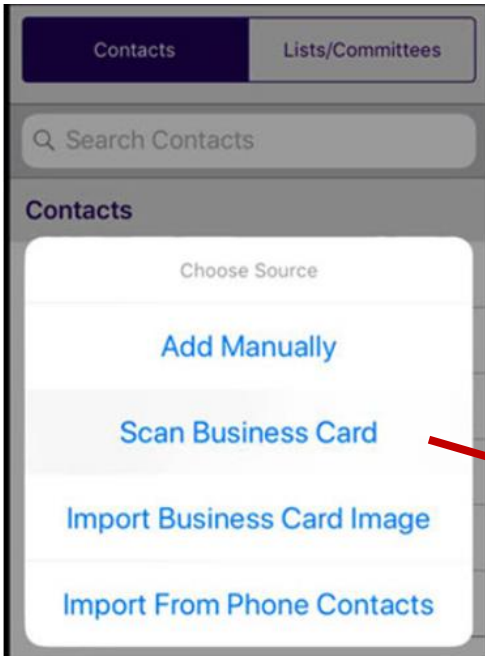 Contacts
Lists/Committees
Search Contacts
Contacts
Choose Source
Add Manually
Scan Business Card
Import Business Card Image
Import From Phone Contacts